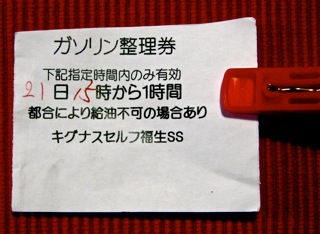 ガソリン整理券
下記指定時間内のみ有効
21日15時から1時間
都合により給油不可の場合あり
キグナスセルフ福生SS